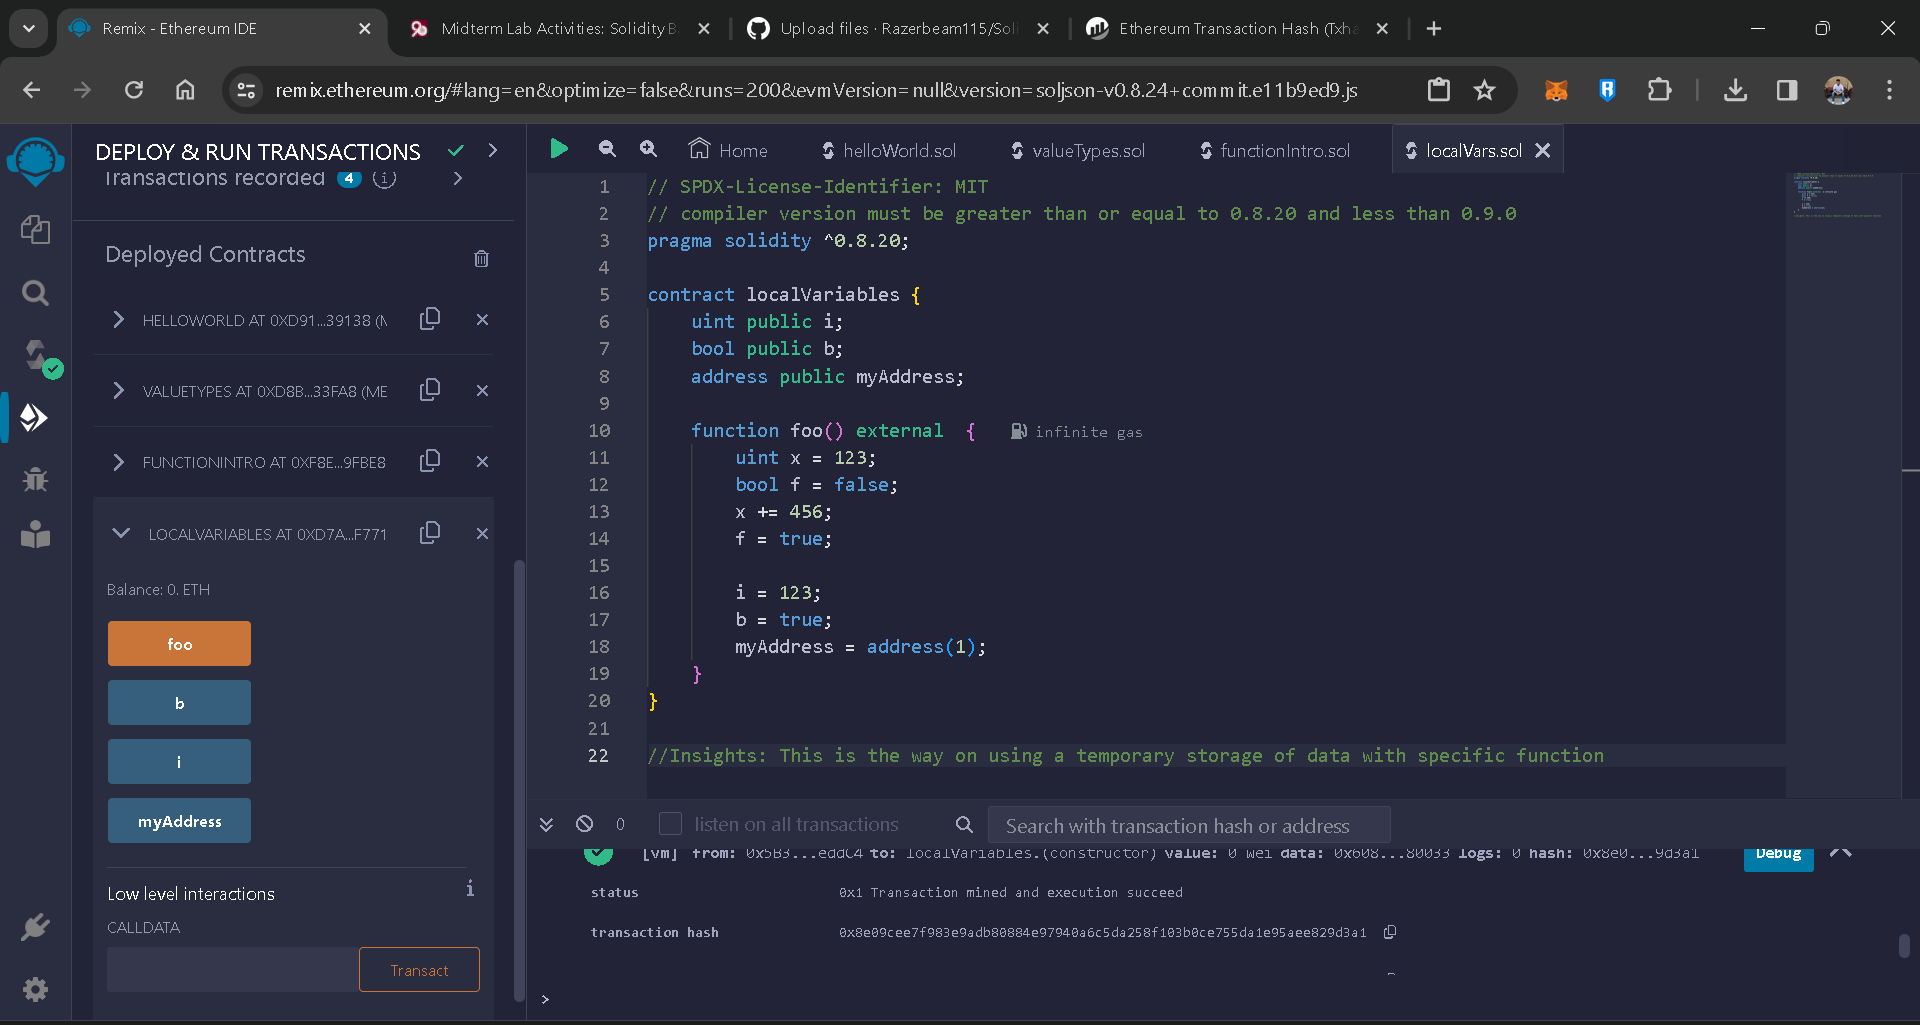 Remix - Ethereum IDE
Midterm Lab Activities: Solidity B
Upload files · Razerbeam115/Soli
Ethereum Transaction Hash (Txha
remix.ethereum.org/#lang=en&optimize=false&runs=200&evmVersion=null&version=soljson-v0.8.24+commit.e11b9ed9.js
DEPLOY & RUN TRANSACTIONS
Transactions recorded 4 i
Deployed Contracts
HELLOWORLD AT 0XD91...39138 (M
VALUETYPES AT 0XD8B...33FA8 (ME
FUNCTIONINTRO AT 0XF8E...9FBE8
LOCALVARIABLES AT 0XD7A...F771
Balance: 0. ETH
foo
b
i
myAddress
Low level interactions
i
CALLDATA
Transact
Home
helloWorld.sol
valueTypes.sol
functionIntro.sol
localVars.sol
1 // SPDX-License-Identifier: MIT
2 // compiler version must be greater than or equal to 0.8.20 and less than 0.9.0
3 pragma solidity ^0.8.20;
4
5 contract localVariables {
6 uint public i;
7 bool public b;
8 address public myAddress;
9
10 function foo() external { infinite gas
11 uint x = 123;
12 bool f = false;
13 x += 456;
14 f = true;
15
16 i = 123;
17 b = true;
18 myAddress = address(1);
19 }
20 }
21
22 //Insights: This is the way on using a temporary storage of data with specific function
0
listen on all transactions
Search with transaction hash or address
[vm] from: 0x5B3...eddC4 to: localVariables.(constructor) value: 0 wei data: 0x608...80033 logs: 0 hash: 0x8e0...9d3a1
Debug
status 0x1 Transaction mined and execution succeed
transaction hash 0x8e09cee7f983e9adb80884e97940a6c5da258f103b0ce755da1e95aee829d3a1
>